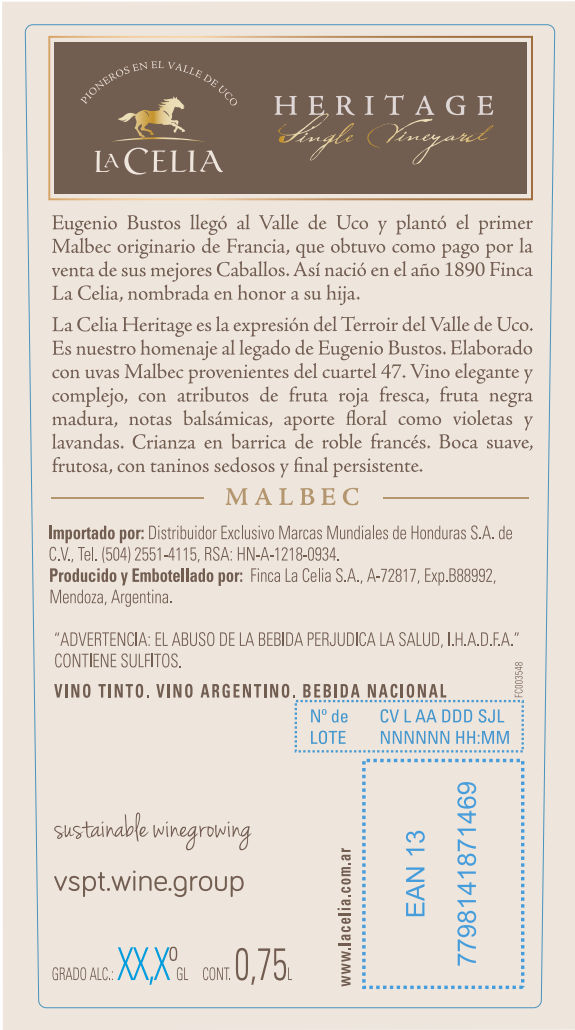 PIONEROS EN EL VALLE DE UCO
LA CELIA
HERITAGE
Single Vineyard
Eugenio Bustos llegó al Valle de Uco y plantó el primer
Malbec originario de Francia, que obtuvo como pago por la
venta de sus mejores Caballos. Así nació en el año 1890 Finca
La Celia, nombrada en honor a su hija.
La Celia Heritage es la expresión del Terroir del Valle de Uco.
Es nuestro homenaje al legado de Eugenio Bustos. Elaborado
con uvas Malbec provenientes del cuartel 47. Vino elegante y
complejo, con atributos de fruta roja fresca, fruta negra
madura, notas balsámicas, aporte floral como violetas y
lavandas. Crianza en barrica de roble francés. Boca suave,
frutosa, con taninos sedosos y final persistente.
MALBEC
Importado por: Distribuidor Exclusivo Marcas Mundiales de Honduras S.A. de
C.V., Tel. (504) 2551-4115, RSA: HN-A-1218-0934.
Producido y Embotellado por: Finca La Celia S.A., A-72817, Exp.B88992,
Mendoza, Argentina.
“ADVERTENCIA: EL ABUSO DE LA BEBIDA PERJUDICA LA SALUD, I.H.A.D.F.A.”
CONTIENE SULFITOS.
VINO TINTO. VINO ARGENTINO. BEBIDA NACIONAL
FC003548
Nº de CV L AA DDD SJL
LOTE NNNNNN HH:MM
sustainable winegrowing
vspt.wine.group
www.lacelia.com.ar
EAN 13
7798141871469
GRADO ALC.: XX,Xº GL CONT. 0,75L